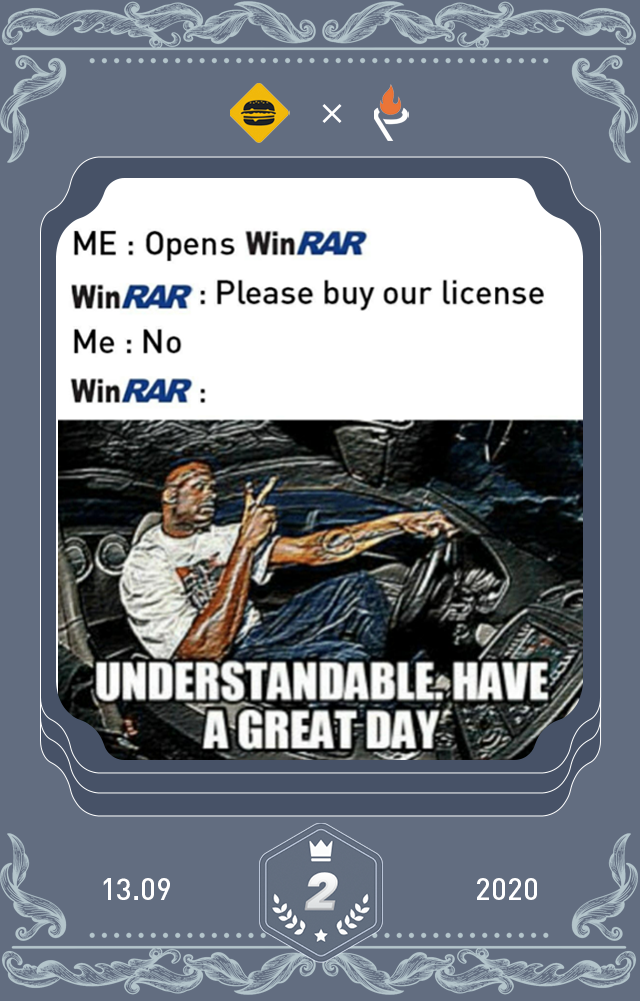 ME : Opens WinRAR
WinRAR : Please buy our license
Me : No
WinRAR :
UNDERSTANDABLE. HAVE
A GREAT DAY
13.09
2
2020